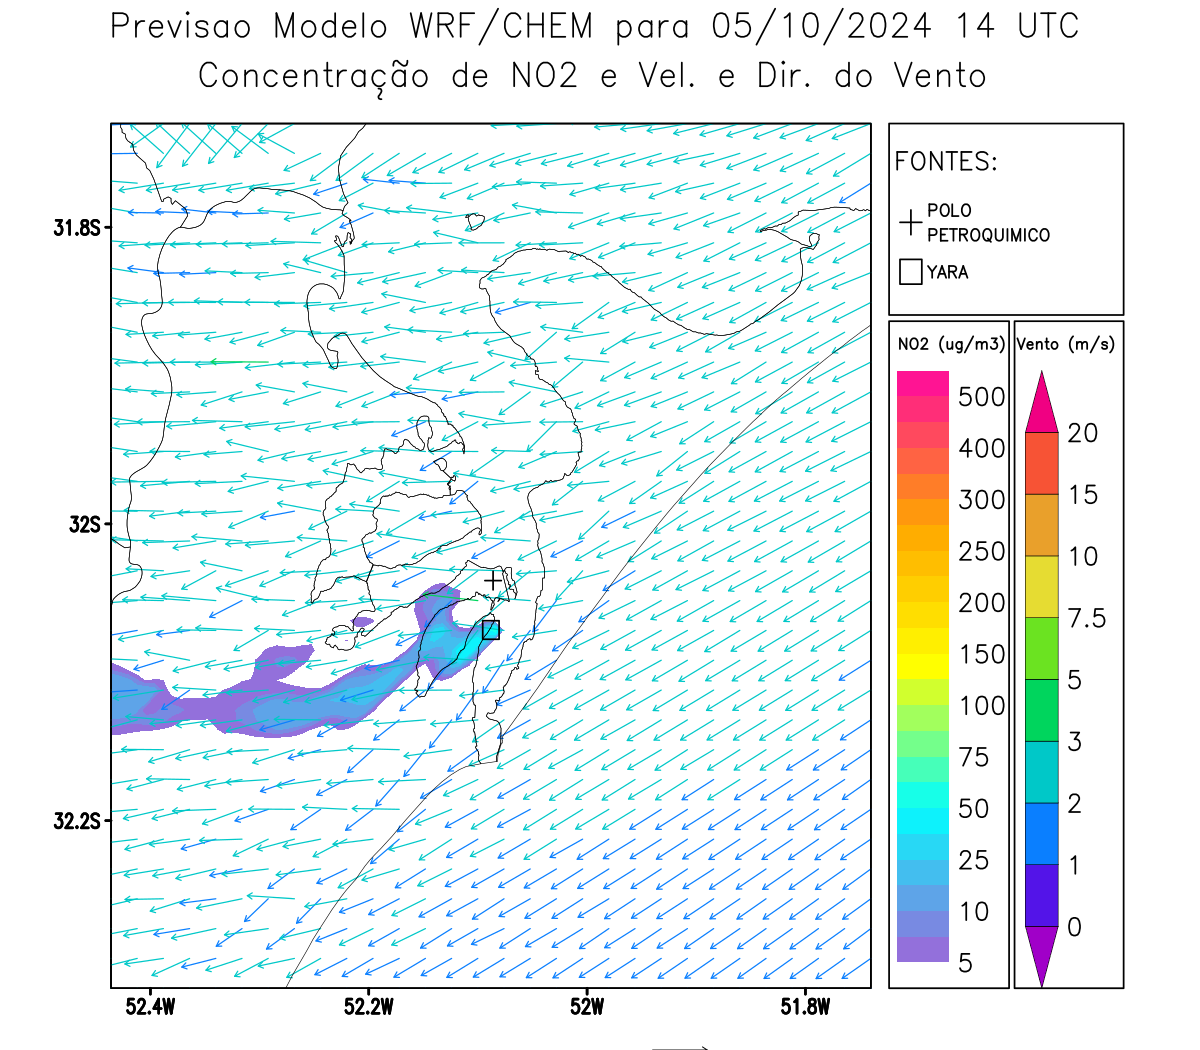 Previsao Modelo WRF/CHEM para 05/10/2024 14 UTC
Concentração de NO2 e Vel. e Dir. do Vento
FONTES:
POLO
PETROQUIMICO
YARA
NO2 (ug/m3)
500
400
300
250
200
150
100
75
50
25
10
5
Vento (m/s)
20
15
10
7.5
5
3
2
1
0
31.8S
32S
32.2S
52.4W
52.2W
52W
51.8W